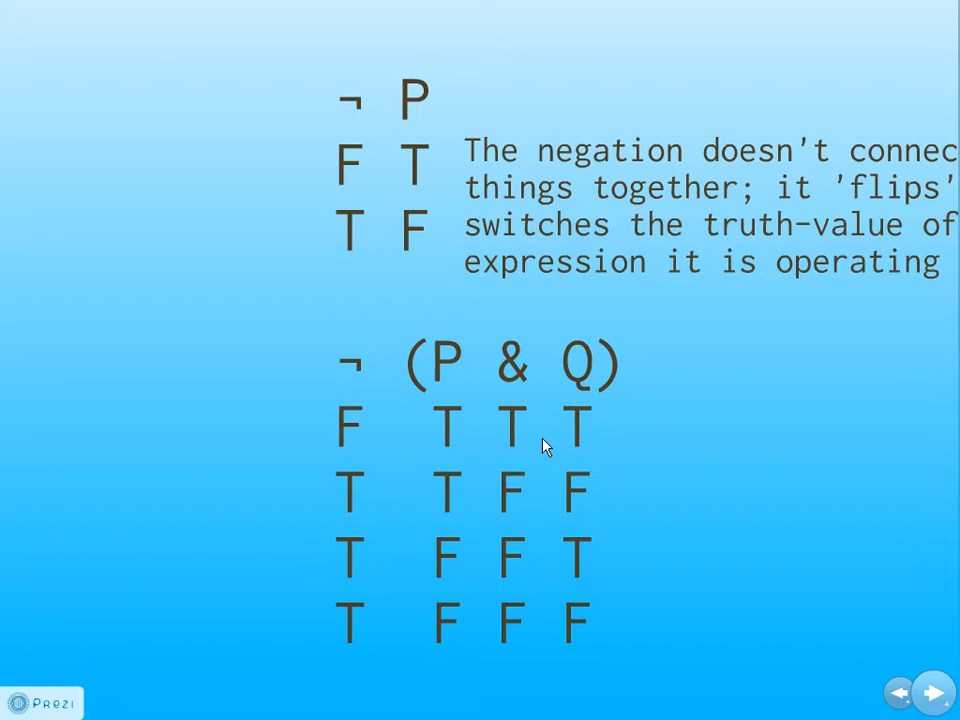 ¬ P
F T
T F
The negation doesn't connec
things together; it 'flips'
switches the truth-value of
expression it is operating
¬ (P & Q)
F T T T
T T F F
T F F T
T F F F
Prezi